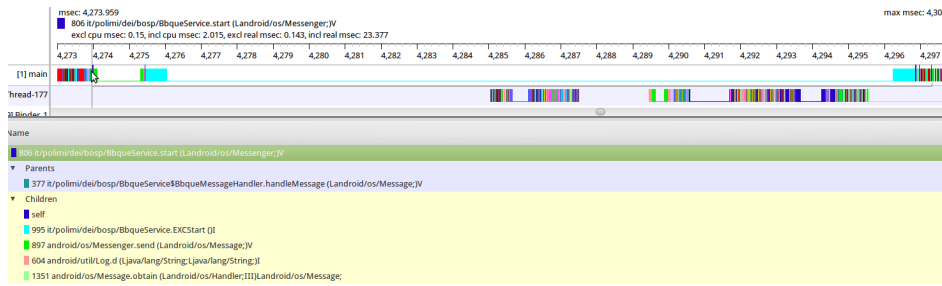 msec: 4,273.959
max msec: 4,30
806 it/polimi/dei/bosp/BbqueService.start (Landroid/os/Messenger;)V
excl cpu msec: 0.15, incl cpu msec: 2.015, excl real msec: 0.143, incl real msec: 23.377
4,273 4,274 4,275 4,276 4,277 4,278 4,279 4,280 4,281 4,282 4,283 4,284 4,285 4,286 4,287 4,288 4,289 4,290 4,291 4,292 4,293 4,294 4,295 4,296 4,297
[1] main
hread-177
Binder_1
Name
806 it/polimi/dei/bosp/BbqueService.start (Landroid/os/Messenger;)V
Parents
377 it/polimi/dei/bosp/BbqueService$BbqueMessageHandler.handleMessage (Landroid/os/Message;)V
Children
self
995 it/polimi/dei/bosp/BbqueService.EXCStart ()I
897 android/os/Messenger.send (Landroid/os/Message;)V
604 android/util/Log.d (Ljava/lang/String;Ljava/lang/String;)I
1351 android/os/Message.obtain (Landroid/os/Handler;III)Landroid/os/Message;